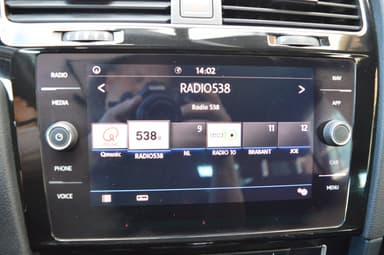 14:02
RADIO NAV
RADIO538
MEDIA APP
Radio 538
538 9 11 12
Qmusic RADIO538 NL RADIO 10 BRABANT JOE
PHONE CAR
VOICE MENU